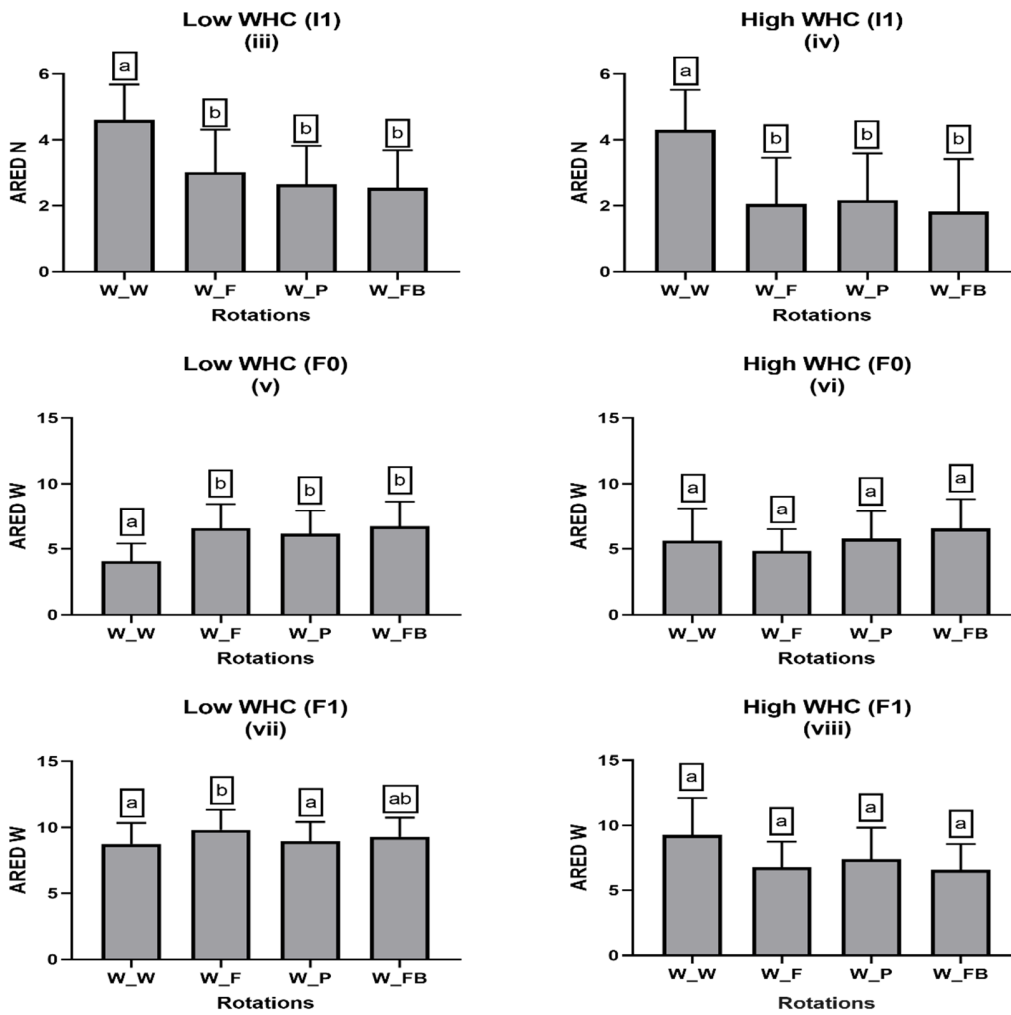 Low WHC (I1)
(iii)
ARED N
6
4
2
0
a
b
b
b
W_W
W_F
W_P
W_FB
Rotations
High WHC (I1)
(iv)
ARED N
6
4
2
0
a
b
b
b
W_W
W_F
W_P
W_FB
Rotations
Low WHC (F0)
(v)
ARED W
15
10
5
0
a
b
b
b
W_W
W_F
W_P
W_FB
Rotations
High WHC (F0)
(vi)
ARED W
15
10
5
0
a
a
a
a
W_W
W_F
W_P
W_FB
Rotations
Low WHC (F1)
(vii)
ARED W
15
10
5
0
a
b
a
ab
W_W
W_F
W_P
W_FB
Rotations
High WHC (F1)
(viii)
ARED W
15
10
5
0
a
a
a
a
W_W
W_F
W_P
W_FB
Rotations